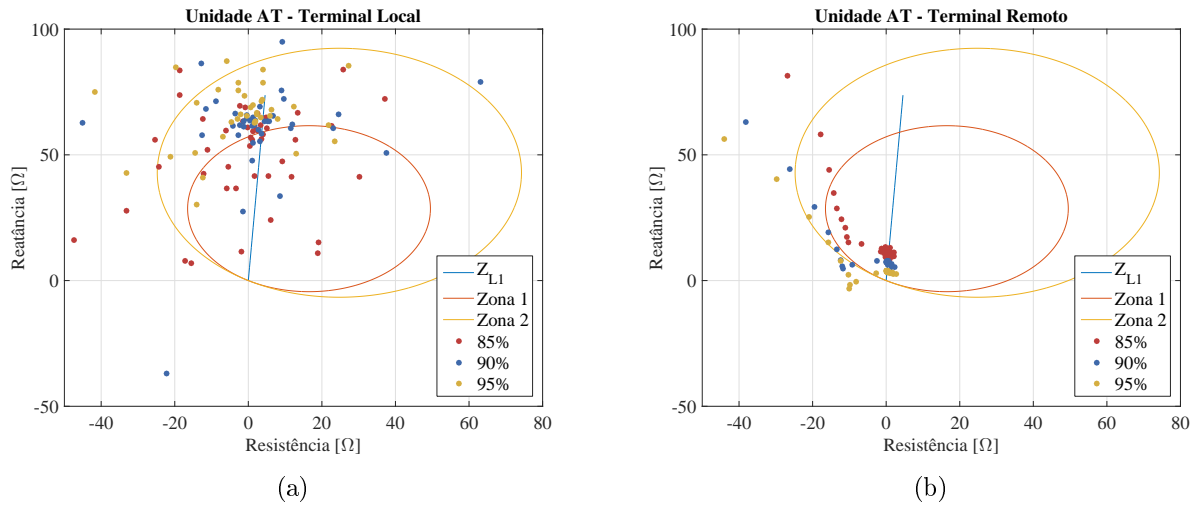 Unidade AT - Terminal Local
100
50
0
-50
-40
-20
0
20
40
60
80
Reatância [Ω]
Resistência [Ω]
Z_L1
Zona 1
Zona 2
85%
90%
95%
(a)
Unidade AT - Terminal Remoto
100
50
0
-50
-40
-20
0
20
40
60
80
Reatância [Ω]
Resistência [Ω]
Z_L1
Zona 1
Zona 2
85%
90%
95%
(b)